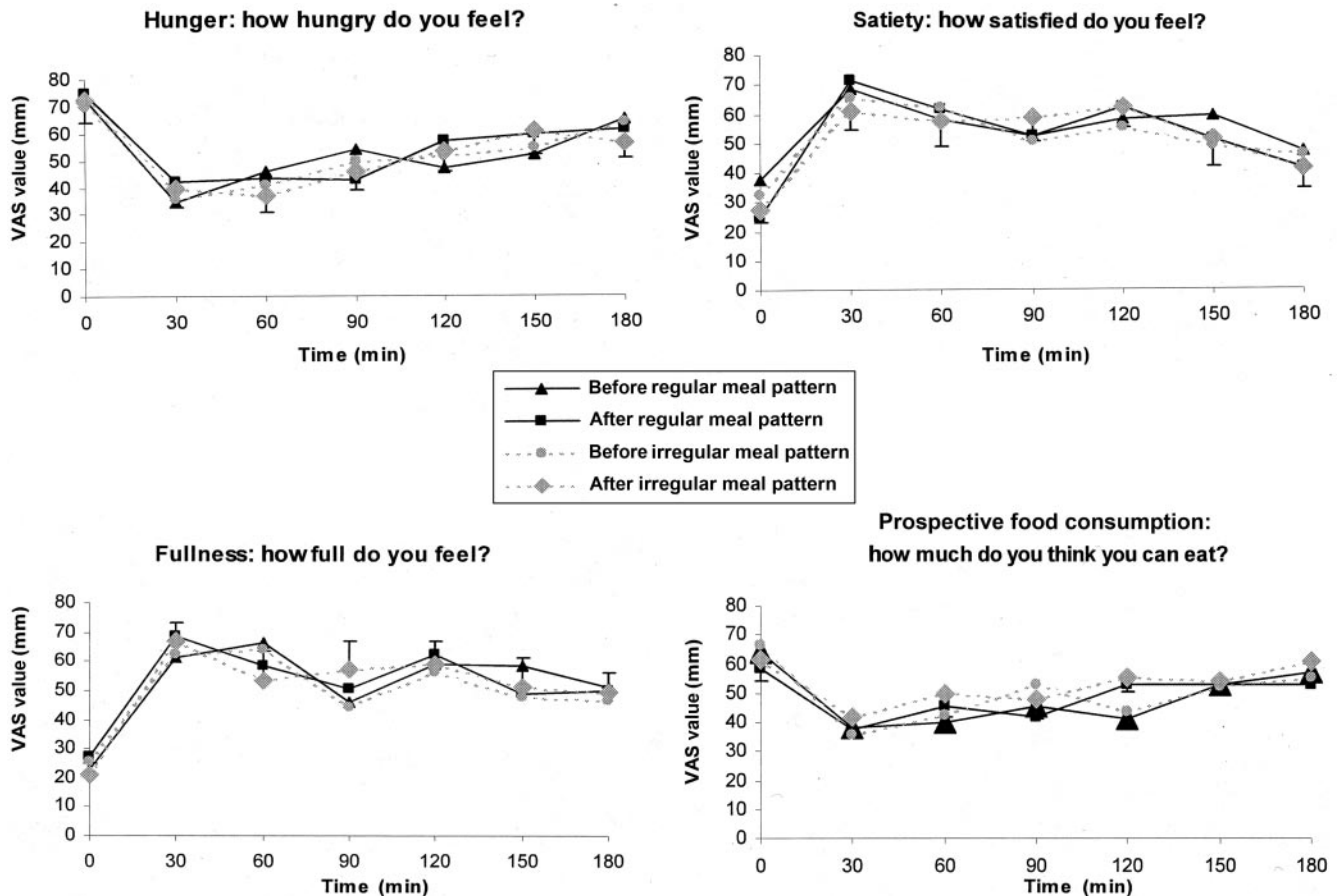 Hunger: how hungry do you feel?
VAS value (mm)
80
70
60
50
40
30
20
10
0
0 30 60 90 120 150 180
Time (min)
Satiety: how satisfied do you feel?
VAS value (mm)
80
70
60
50
40
30
20
10
0
0 30 60 90 120 150 180
Time (min)
Before regular meal pattern
After regular meal pattern
Before irregular meal pattern
After irregular meal pattern
Fullness: how full do you feel?
VAS value (mm)
80
70
60
50
40
30
20
10
0
0 30 60 90 120 150 180
Time (min)
Prospective food consumption:
how much do you think you can eat?
VAS value (mm)
80
70
60
50
40
30
20
10
0
0 30 60 90 120 150 180
Time (min)